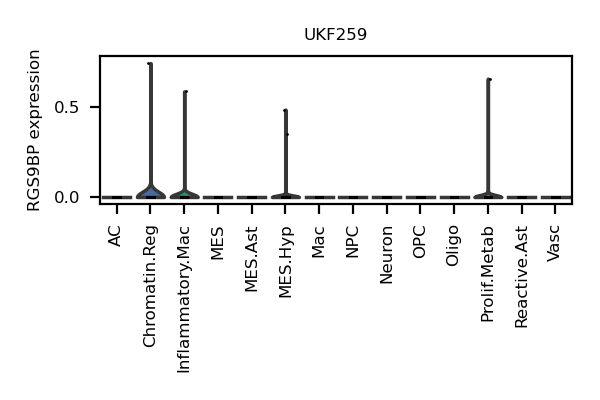 UKF259
RGS9BP expression
0.5
0.0
AC
Chromatin.Reg
Inflammatory.Mac
MES
MES.Ast
MES.Hyp
Mac
NPC
Neuron
OPC
Oligo
Prolif.Metab
Reactive.Ast
Vasc